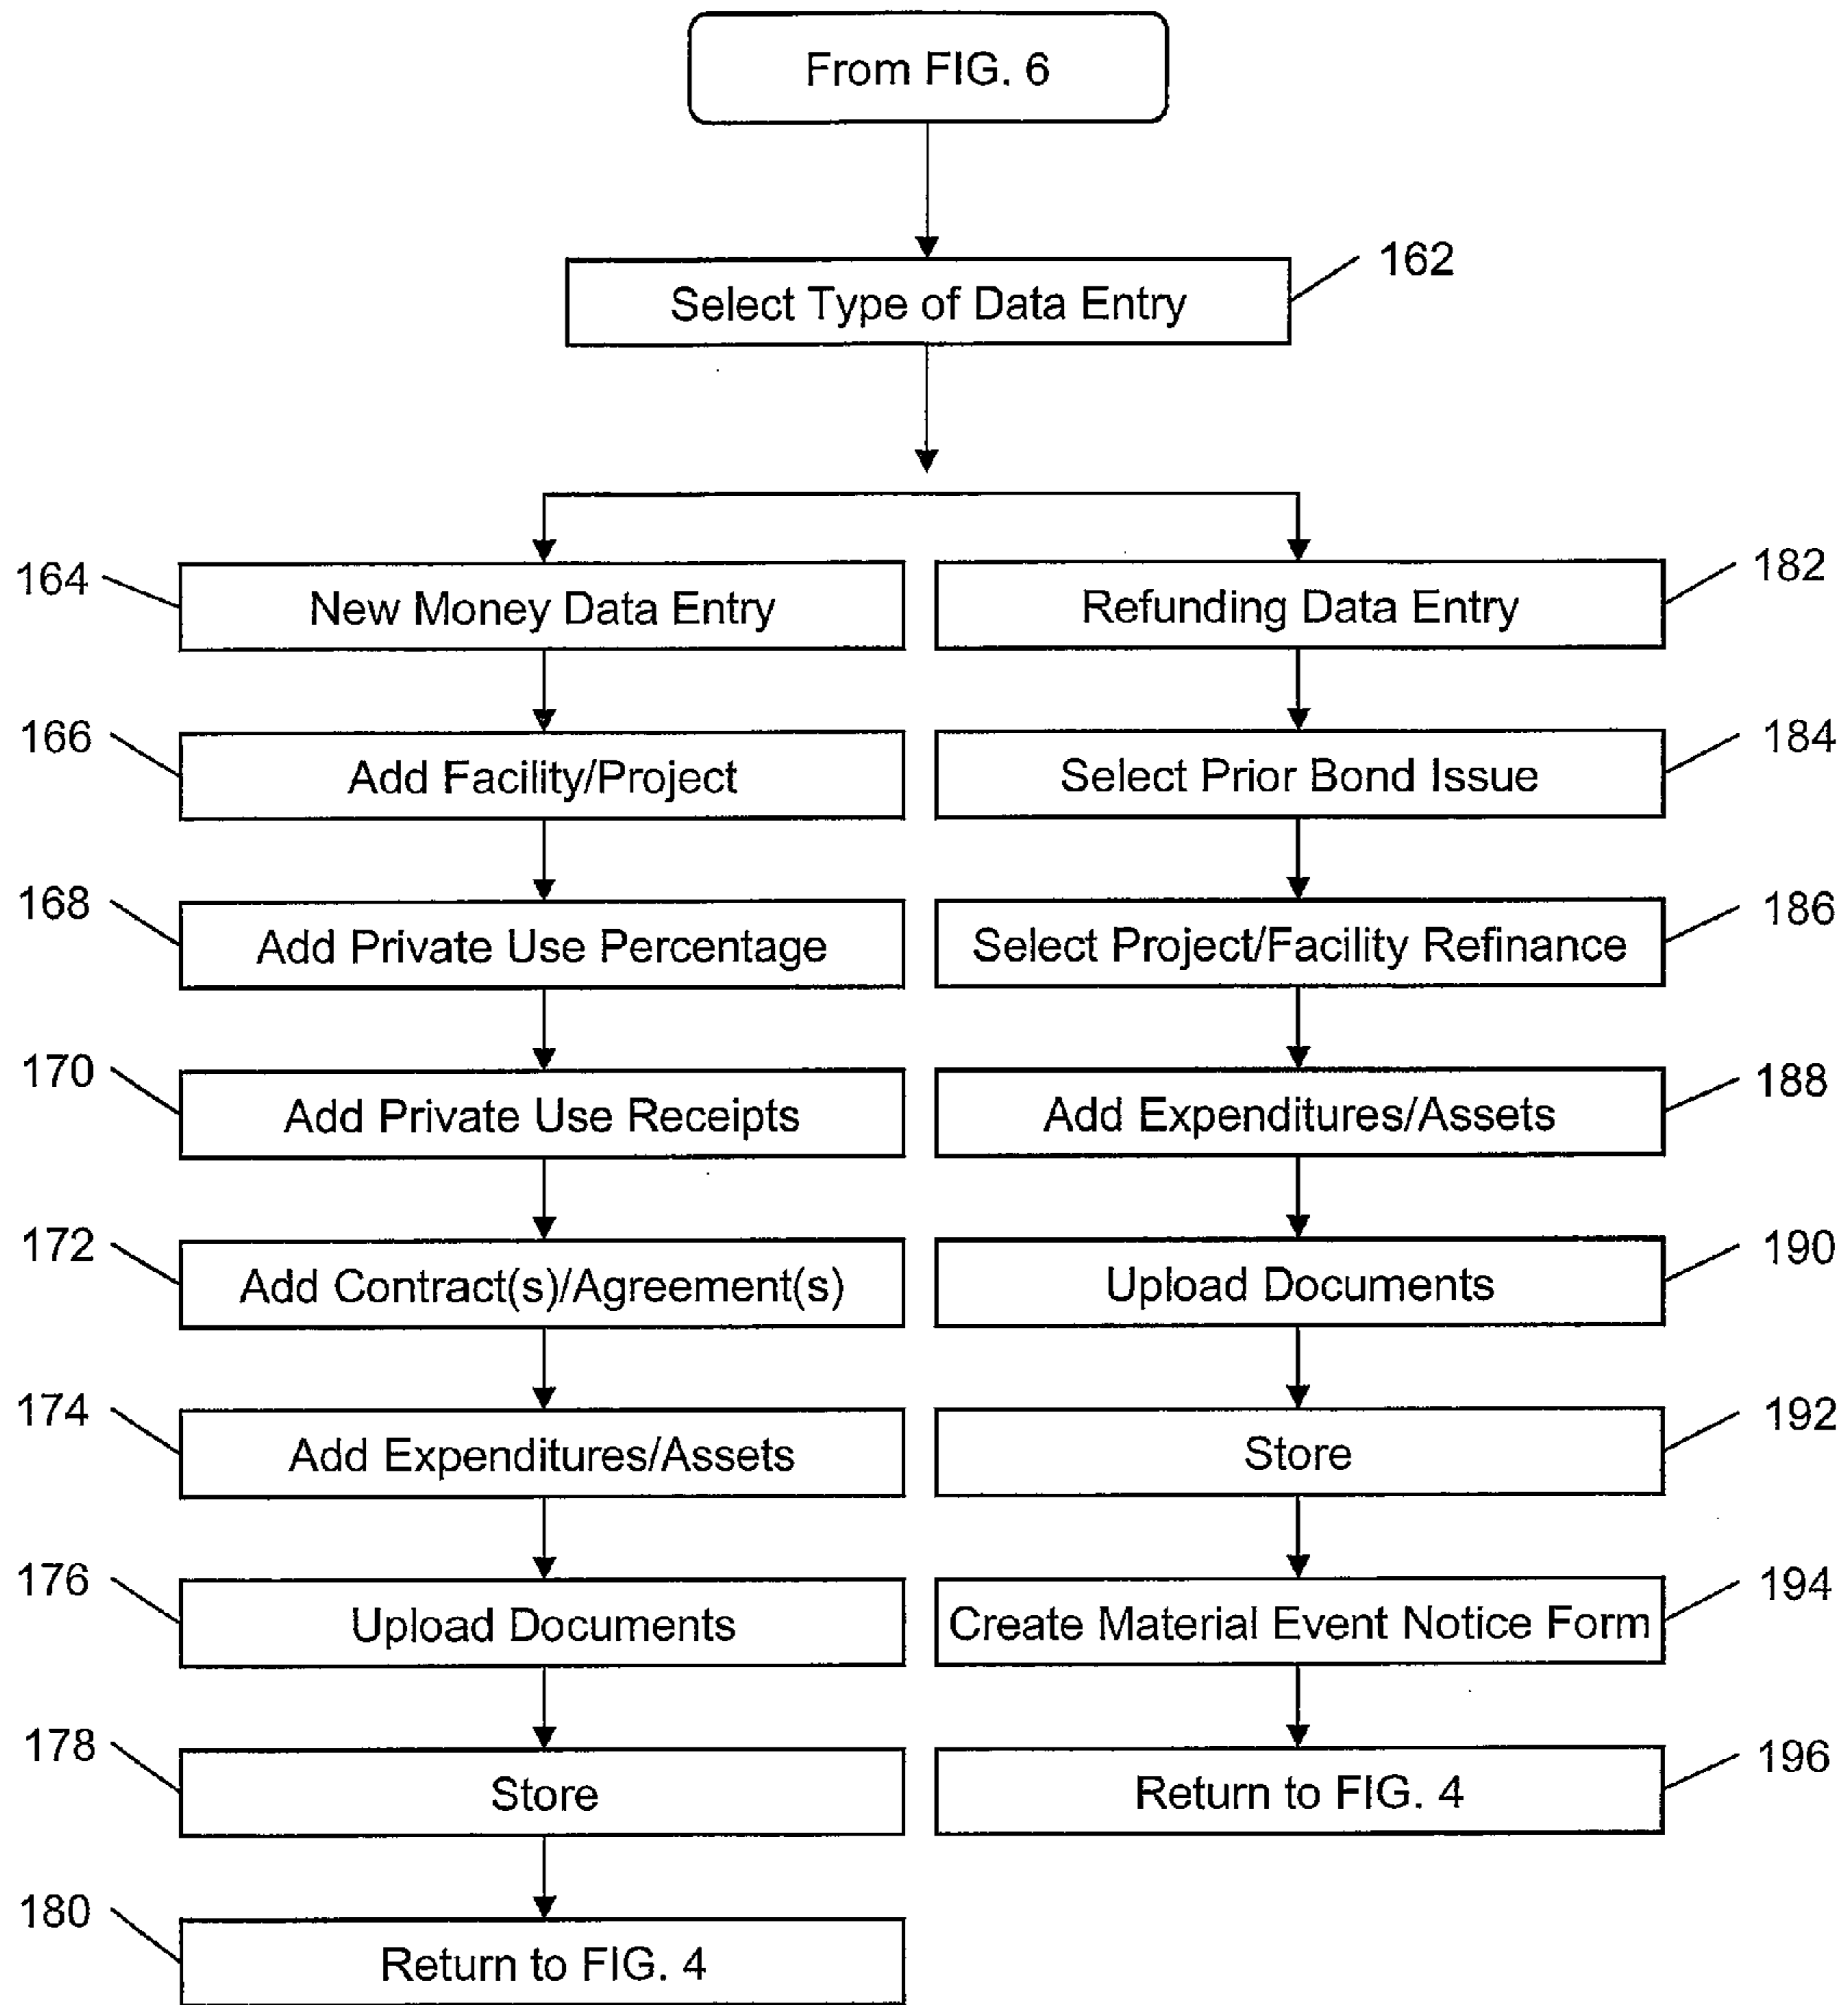 From FIG. 6
162
Select Type of Data Entry
164
New Money Data Entry
166
Add Facility/Project
168
Add Private Use Percentage
170
Add Private Use Receipts
172
Add Contract(s)/Agreement(s)
174
Add Expenditures/Assets
176
Upload Documents
178
Store
180
Return to FIG. 4
182
Refunding Data Entry
184
Select Prior Bond Issue
186
Select Project/Facility Refinance
188
Add Expenditures/Assets
190
Upload Documents
192
Store
194
Create Material Event Notice Form
196
Return to FIG. 4